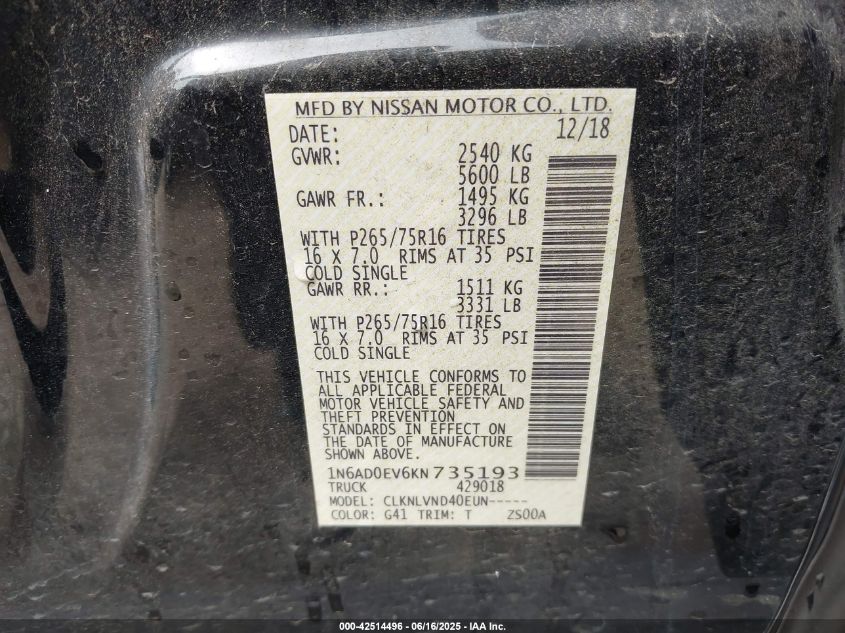 MFD BY NISSAN MOTOR CO., LTD.
DATE: 12/18
GVWR: 2540 KG
5600 LB
GAWR FR.: 1495 KG
3296 LB
WITH P265/75R16 TIRES
16 X 7.0 RIMS AT 35 PSI
COLD SINGLE
GAWR RR.: 1511 KG
3331 LB
WITH P265/75R16 TIRES
16 X 7.0 RIMS AT 35 PSI
COLD SINGLE
THIS VEHICLE CONFORMS TO
ALL APPLICABLE FEDERAL
MOTOR VEHICLE SAFETY AND
THEFT PREVENTION
STANDARDS IN EFFECT ON
THE DATE OF MANUFACTURE
SHOWN ABOVE.
1N6AD0EV6KN735193
TRUCK 429018
MODEL: CLKNLVND40EUN-----
COLOR: G41 TRIM: T ZS00A
000-42514496 - 06/16/2025 - IAA Inc.